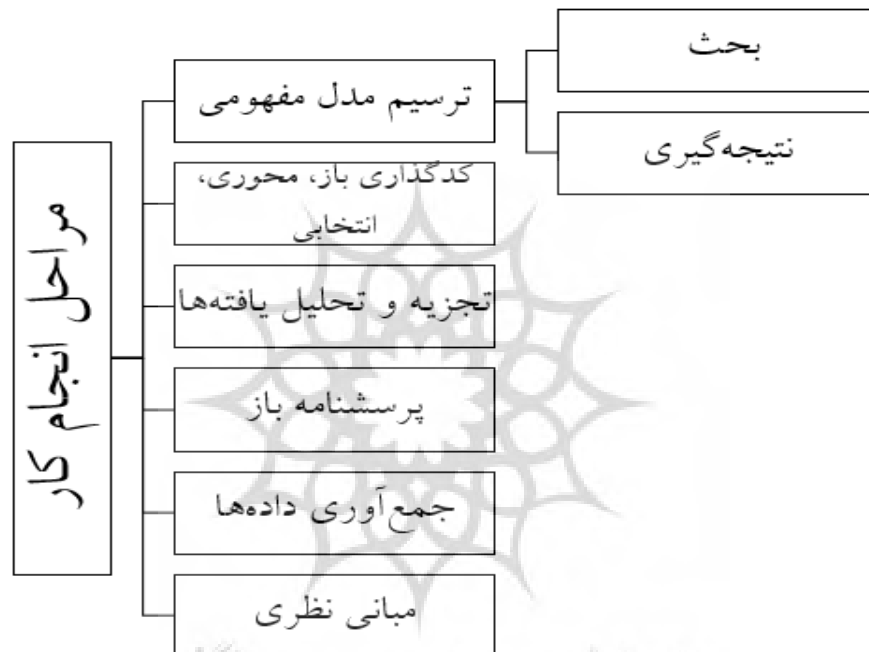 مراحل انجام کار
ترسیم مدل مفهومی
کدگذاری باز، محوری،
انتخابی
تجزیه و تحلیل یافته‌ها
پرسشنامه باز
جمع‌آوری داده‌ها
مبانی نظری
بحث
نتیجه‌گیری